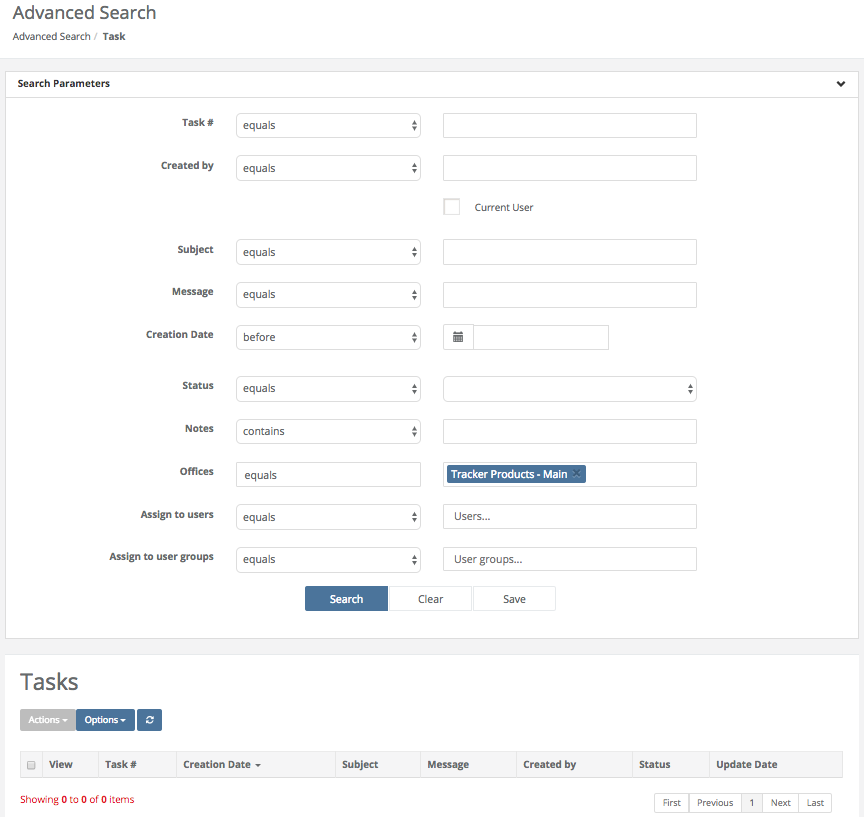 Advanced Search
Advanced Search / Task
Search Parameters
Task # equals
Created by equals
Current User
Subject equals
Message equals
Creation Date before
Status equals
Notes contains
Offices equals Tracker Products - Main ×
Assign to users equals Users...
Assign to user groups equals User groups...
Search Clear Save
Tasks
Actions Options
View Task # Creation Date Subject Message Created by Status Update Date
Showing 0 to 0 of 0 items
First Previous 1 Next Last